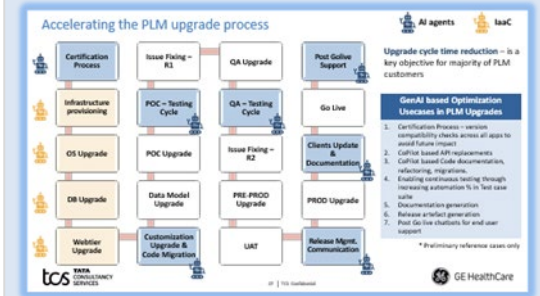 Accelerating the PLM upgrade process
AI agents
IaaC
Certification
Process
Issue Fixing –
R1
QA Upgrade
Post Golive
Support
Infrastructure
provisioning
POC – Testing
Cycle
QA – Testing
Cycle
Go Live
OS Upgrade
POC Upgrade
Issue Fixing –
R2
Clients Update
&
Documentation
DB Upgrade
Data Model
Upgrade
PRE-PROD
Upgrade
PROD Upgrade
Webtier
Upgrade
Customization
Upgrade &
Code Migration
UAT
Release Mgmt.
Communication
Upgrade cycle time reduction – is a
key objective for majority of PLM
customers
GenAI based Optimization
Usecases in PLM Upgrades
1. Certification Process – version
compatibility checks across all apps to
avoid future impact
2. CoPilot based API replacements
3. CoPilot based Code documentation,
refactoring, migrations.
4. Enabling continuous testing through
increasing automation % in Test case
suite
5. Documentation generation
6. Release artefact generation
7. Post Go live chatbots for end user
support
* Preliminary reference cases only
tcs TATA
CONSULTANCY
SERVICES
TCS Confidential
GE HealthCare